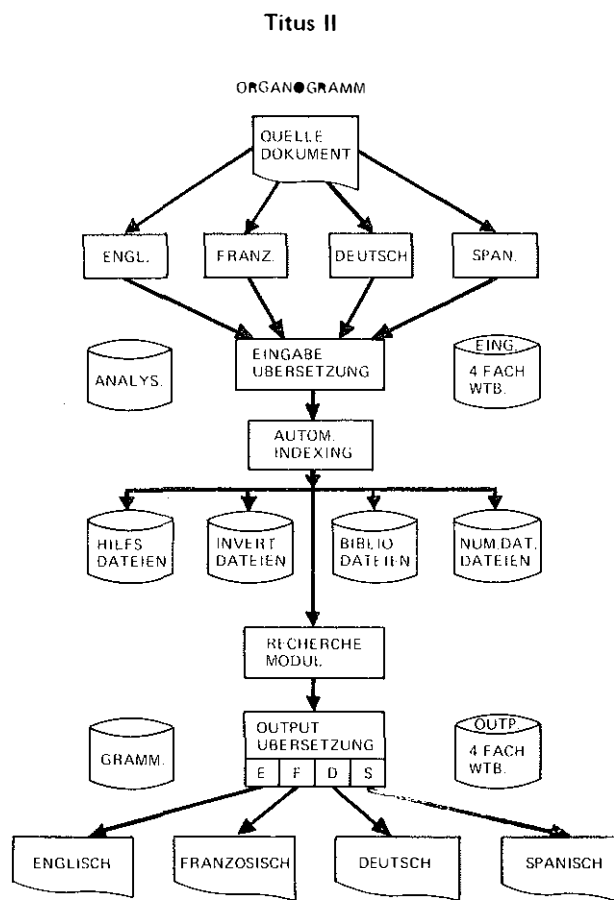 Titus II
ORGANOGRAMM
QUELLE
DOKUMENT
ENGL.
FRANZ.
DEUTSCH
SPAN.
EINGABE
UBERSETZUNG
ANALYS.
EING.
4 FACH
WTB.
AUTOM.
INDEXING
HILFS
DATEIEN
INVERT
DATEIEN
BIBLIO
DATEIEN
NUM.DAT.
DATEIEN
RECHERCHE
MODUL
OUTPUT
UBERSETZUNG
E F D S
GRAMM.
OUTP.
4 FACH
WTB.
ENGLISCH
FRANZOSISCH
DEUTSCH
SPANISCH